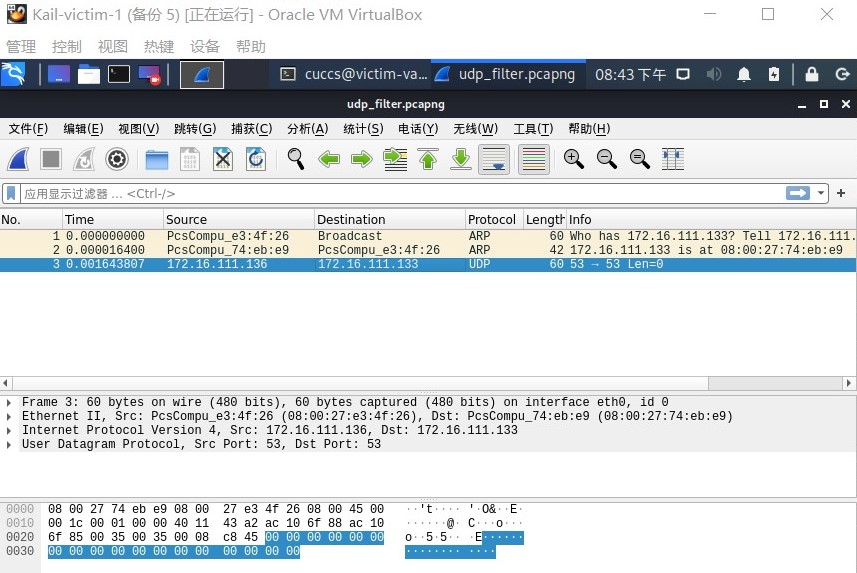 Kail-victim-1 (备份 5) [正在运行] - Oracle VM VirtualBox
管理 控制 视图 热键 设备 帮助
cuccs@victim-va... udp_filter.pcapng 08:43 下午
udp_filter.pcapng
文件(F) 编辑(E) 视图(V) 跳转(G) 捕获(C) 分析(A) 统计(S) 电话(Y) 无线(W) 工具(T) 帮助(H)
应用显示过滤器 ... <Ctrl-/>
No. Time Source Destination Protocol Length Info
1 0.000000000 PcsCompu_e3:4f:26 Broadcast ARP 60 Who has 172.16.111.133? Tell 172.16.111.
2 0.000016400 PcsCompu_74:eb:e9 PcsCompu_e3:4f:26 ARP 42 172.16.111.133 is at 08:00:27:74:eb:e9
3 0.001643807 172.16.111.136 172.16.111.133 UDP 60 53 → 53 Len=0
Frame 3: 60 bytes on wire (480 bits), 60 bytes captured (480 bits) on interface eth0, id 0
Ethernet II, Src: PcsCompu_e3:4f:26 (08:00:27:e3:4f:26), Dst: PcsCompu_74:eb:e9 (08:00:27:74:eb:e9)
Internet Protocol Version 4, Src: 172.16.111.136, Dst: 172.16.111.133
User Datagram Protocol, Src Port: 53, Dst Port: 53
0000 08 00 27 74 eb e9 08 00 27 e3 4f 26 08 00 45 00 ··'t···· '·O&··E·
0010 00 1c 00 01 00 00 40 11 43 a2 ac 10 6f 88 ac 10 ······@· C···o···
0020 6f 85 00 35 00 35 00 08 c8 45 00 00 00 00 00 00 o··5·5·· ·E······
0030 00 00 00 00 00 00 00 00 00 00 00 00 ········ ····